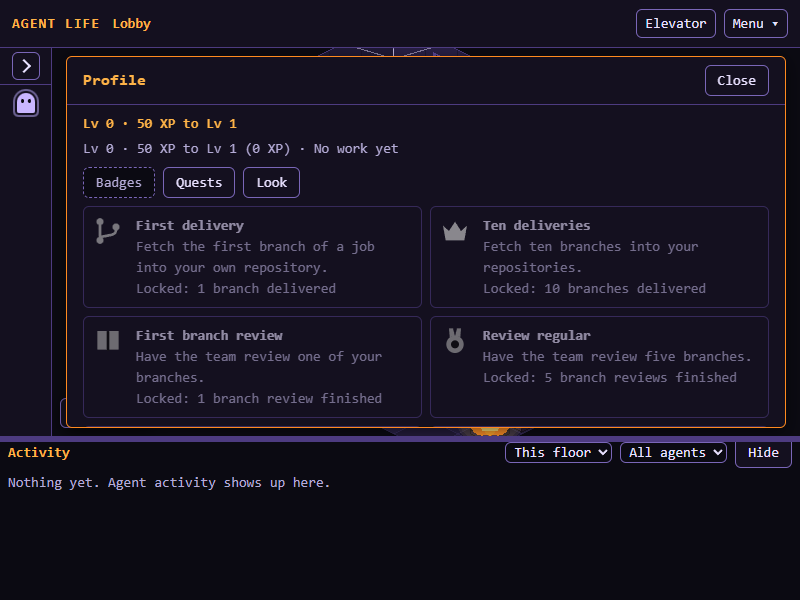 AGENT LIFE Lobby Elevator Menu ▾
Profile Close
Lv 0 · 50 XP to Lv 1
Lv 0 · 50 XP to Lv 1 (0 XP) · No work yet
Badges Quests Look
First delivery
Fetch the first branch of a job
into your own repository.
Locked: 1 branch delivered
Ten deliveries
Fetch ten branches into your
repositories.
Locked: 10 branches delivered
First branch review
Have the team review one of your
branches.
Locked: 1 branch review finished
Review regular
Have the team review five branches.
Locked: 5 branch reviews finished
Activity This floor All agents Hide
Nothing yet. Agent activity shows up here.